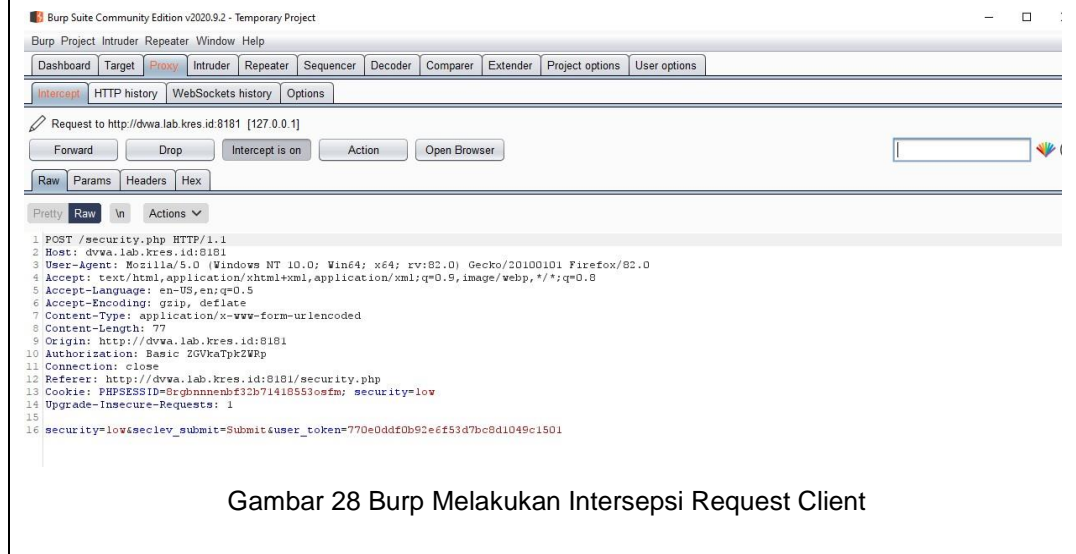 Burp Suite Community Edition v2020.9.2 - Temporary Project
Burp Project Intruder Repeater Window Help
Dashboard Target Proxy Intruder Repeater Sequencer Decoder Comparer Extender Project options User options
Intercept HTTP history WebSockets history Options
Request to http://dvwa.lab.kres.id:8181 [127.0.0.1]
Forward Drop Intercept is on Action Open Browser
Raw Params Headers Hex
Pretty Raw \n Actions
1 POST /security.php HTTP/1.1
2 Host: dvwa.lab.kres.id:8181
3 User-Agent: Mozilla/5.0 (Windows NT 10.0; Win64; x64; rv:82.0) Gecko/20100101 Firefox/82.0
4 Accept: text/html,application/xhtml+xml,application/xml;q=0.9,image/webp,*/*;q=0.8
5 Accept-Language: en-US,en;q=0.5
6 Accept-Encoding: gzip, deflate
7 Content-Type: application/x-www-form-urlencoded
8 Content-Length: 77
9 Origin: http://dvwa.lab.kres.id:8181
10 Authorization: Basic ZGVkaTpkZWRp
11 Connection: close
12 Referer: http://dvwa.lab.kres.id:8181/security.php
13 Cookie: PHPSESSID=8rgbnnnenbf32b71418553osfm; security=low
14 Upgrade-Insecure-Requests: 1
15
16 security=low&seclev_submit=Submit&user_token=770e0ddf0b92e6f53d7bc8d1049c1501
Gambar 28 Burp Melakukan Intersepsi Request Client